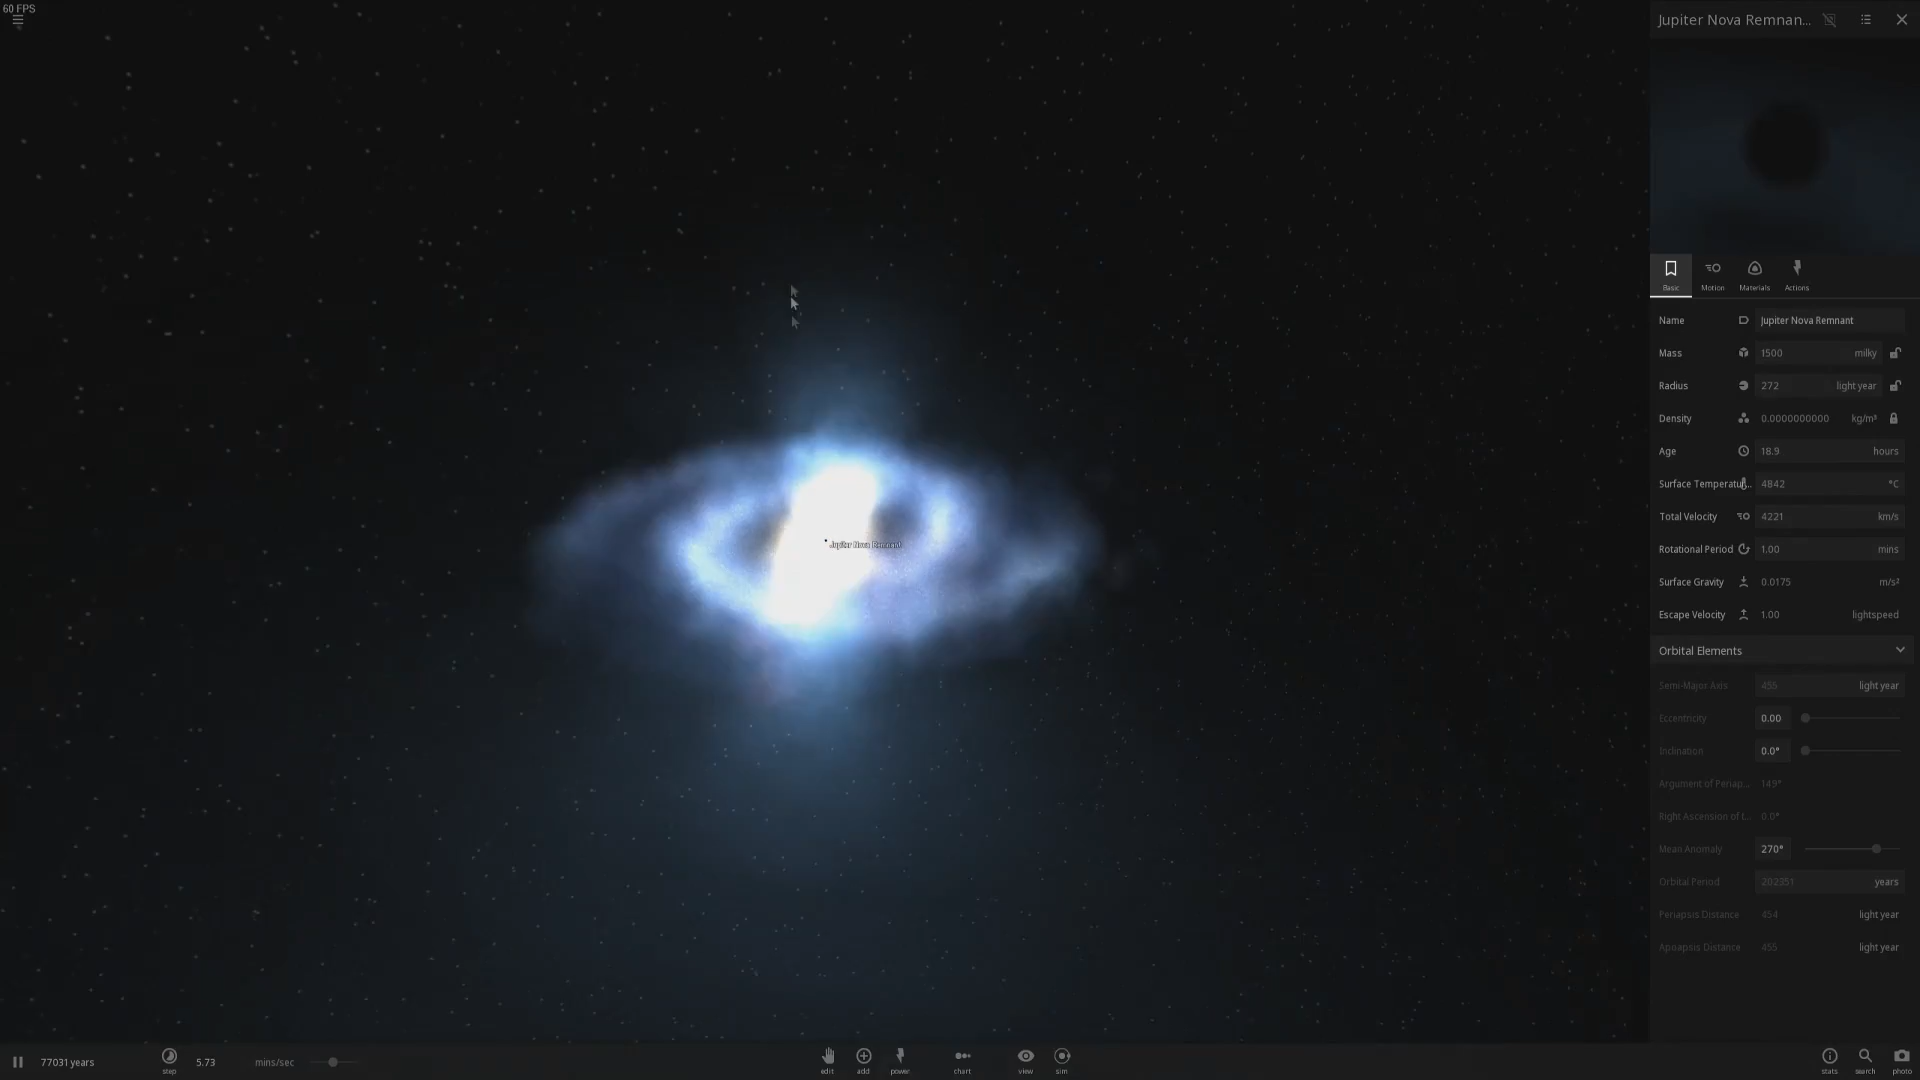 60 FPS
Jupiter Nova Remnan...
Basic Motion Materials Actions
Name Jupiter Nova Remnant
Mass 1500 milky
Radius 272 light year
Density 0.0000000000 kg/m³
Age 18.9 hours
Surface Temperatur... 4842 °C
Total Velocity 4221 km/s
Rotational Period 1.00 mins
Surface Gravity 0.0175 m/s²
Escape Velocity 1.00 lightspeed
Jupiter Nova Remnant
Orbital Elements
Semi-Major Axis 455 light year
Eccentricity 0.00
Inclination 0.0°
Argument of Periap... 149°
Right Ascension of t... 0.0°
Mean Anomaly 270°
Orbital Period 202351 years
Periapsis Distance 454 light year
Apoapsis Distance 455 light year
77031 years step 5.73 mins/sec edit add power chart view sim stats search photo